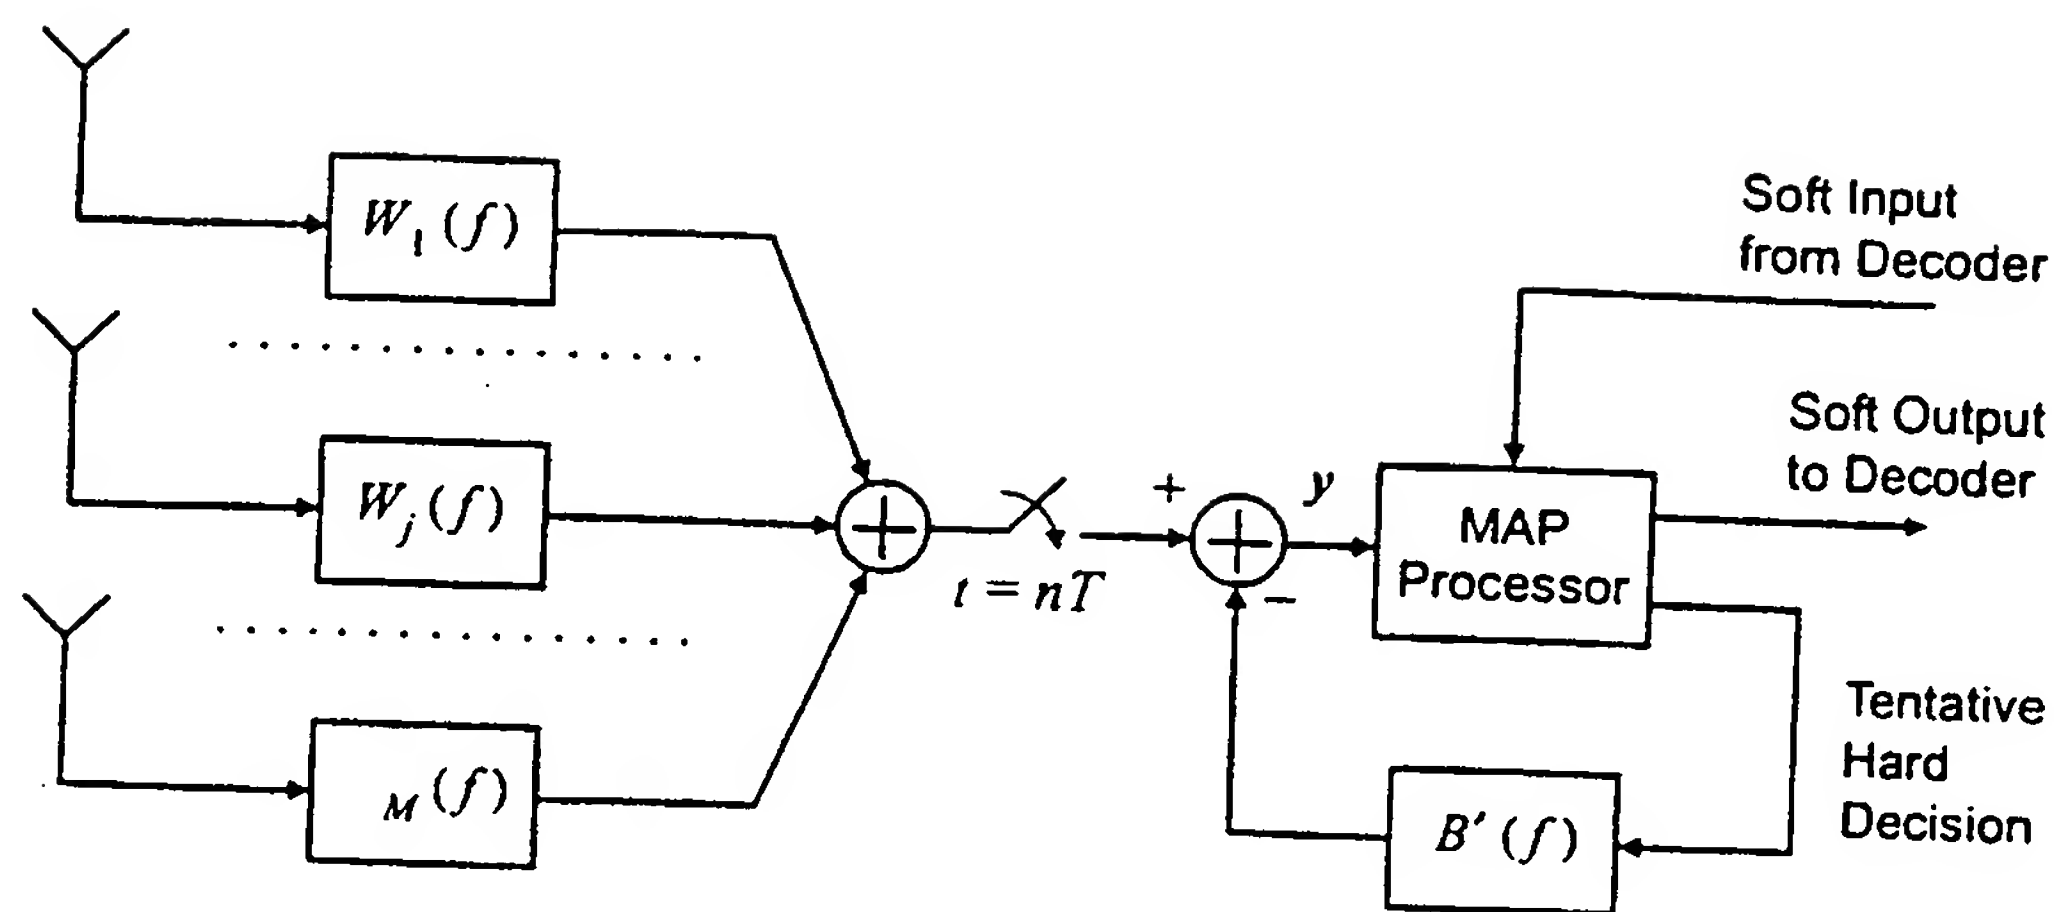 W₁(f)
Wⱼ(f)
M(f)
t = nT
+
−
y
MAP
Processor
B′(f)
Soft Input
from Decoder
Soft Output
to Decoder
Tentative
Hard
Decision